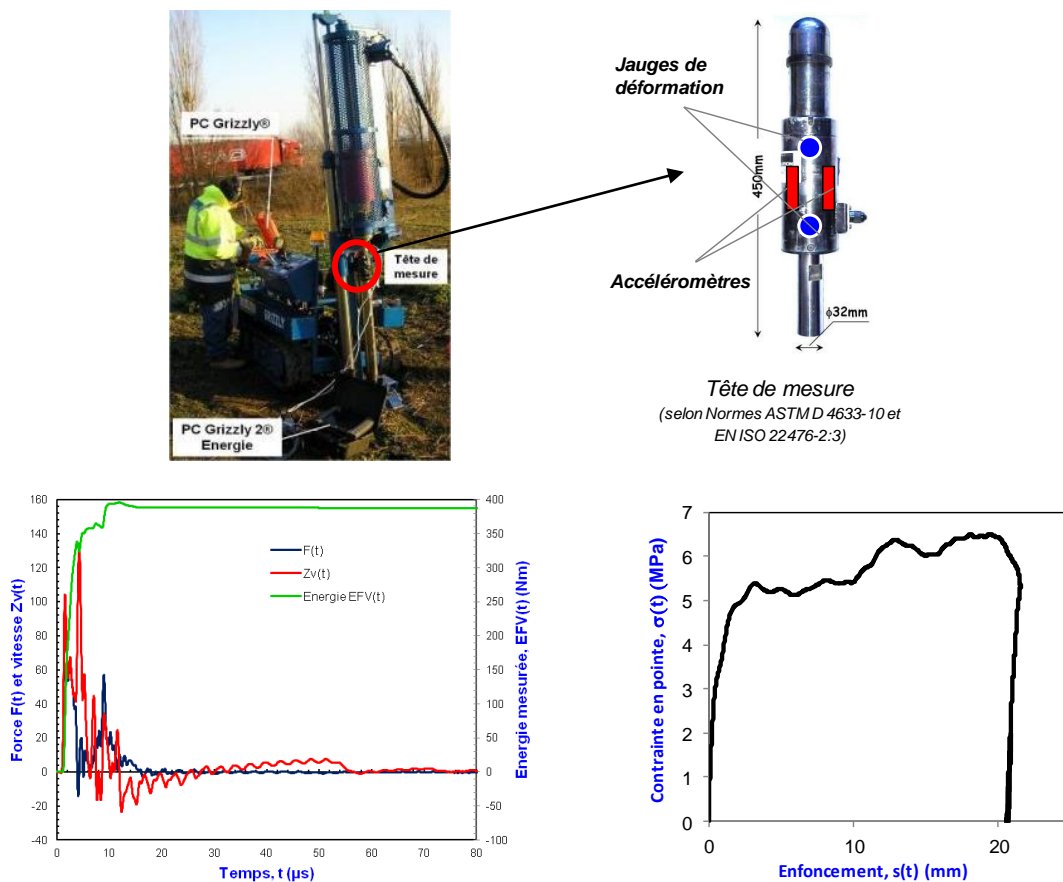 PC Grizzly®
Tête de
mesure
GRIZZLY
PC Grizzly 2®
Energie
Jauges de
déformation
450mm
Accéléromètres
ϕ32mm
Tête de mesure
(selon Normes ASTM D 4633-10 et
EN ISO 22476-2:3)
Force F(t) et vitesse Zv(t)
160
140
120
100
80
60
40
20
0
-20
-40
F(t)
Zv(t)
Energie EFV(t)
400
350
300
250
200
150
100
50
0
-50
-100
Energie mesurée, EFV(t) (Nm)
0 10 20 30 40 50 60 70 80
Temps, t (µs)
Contrainte en pointe, σ(t) (MPa)
7
6
5
4
3
2
1
0
0 10 20
Enfoncement, s(t) (mm)